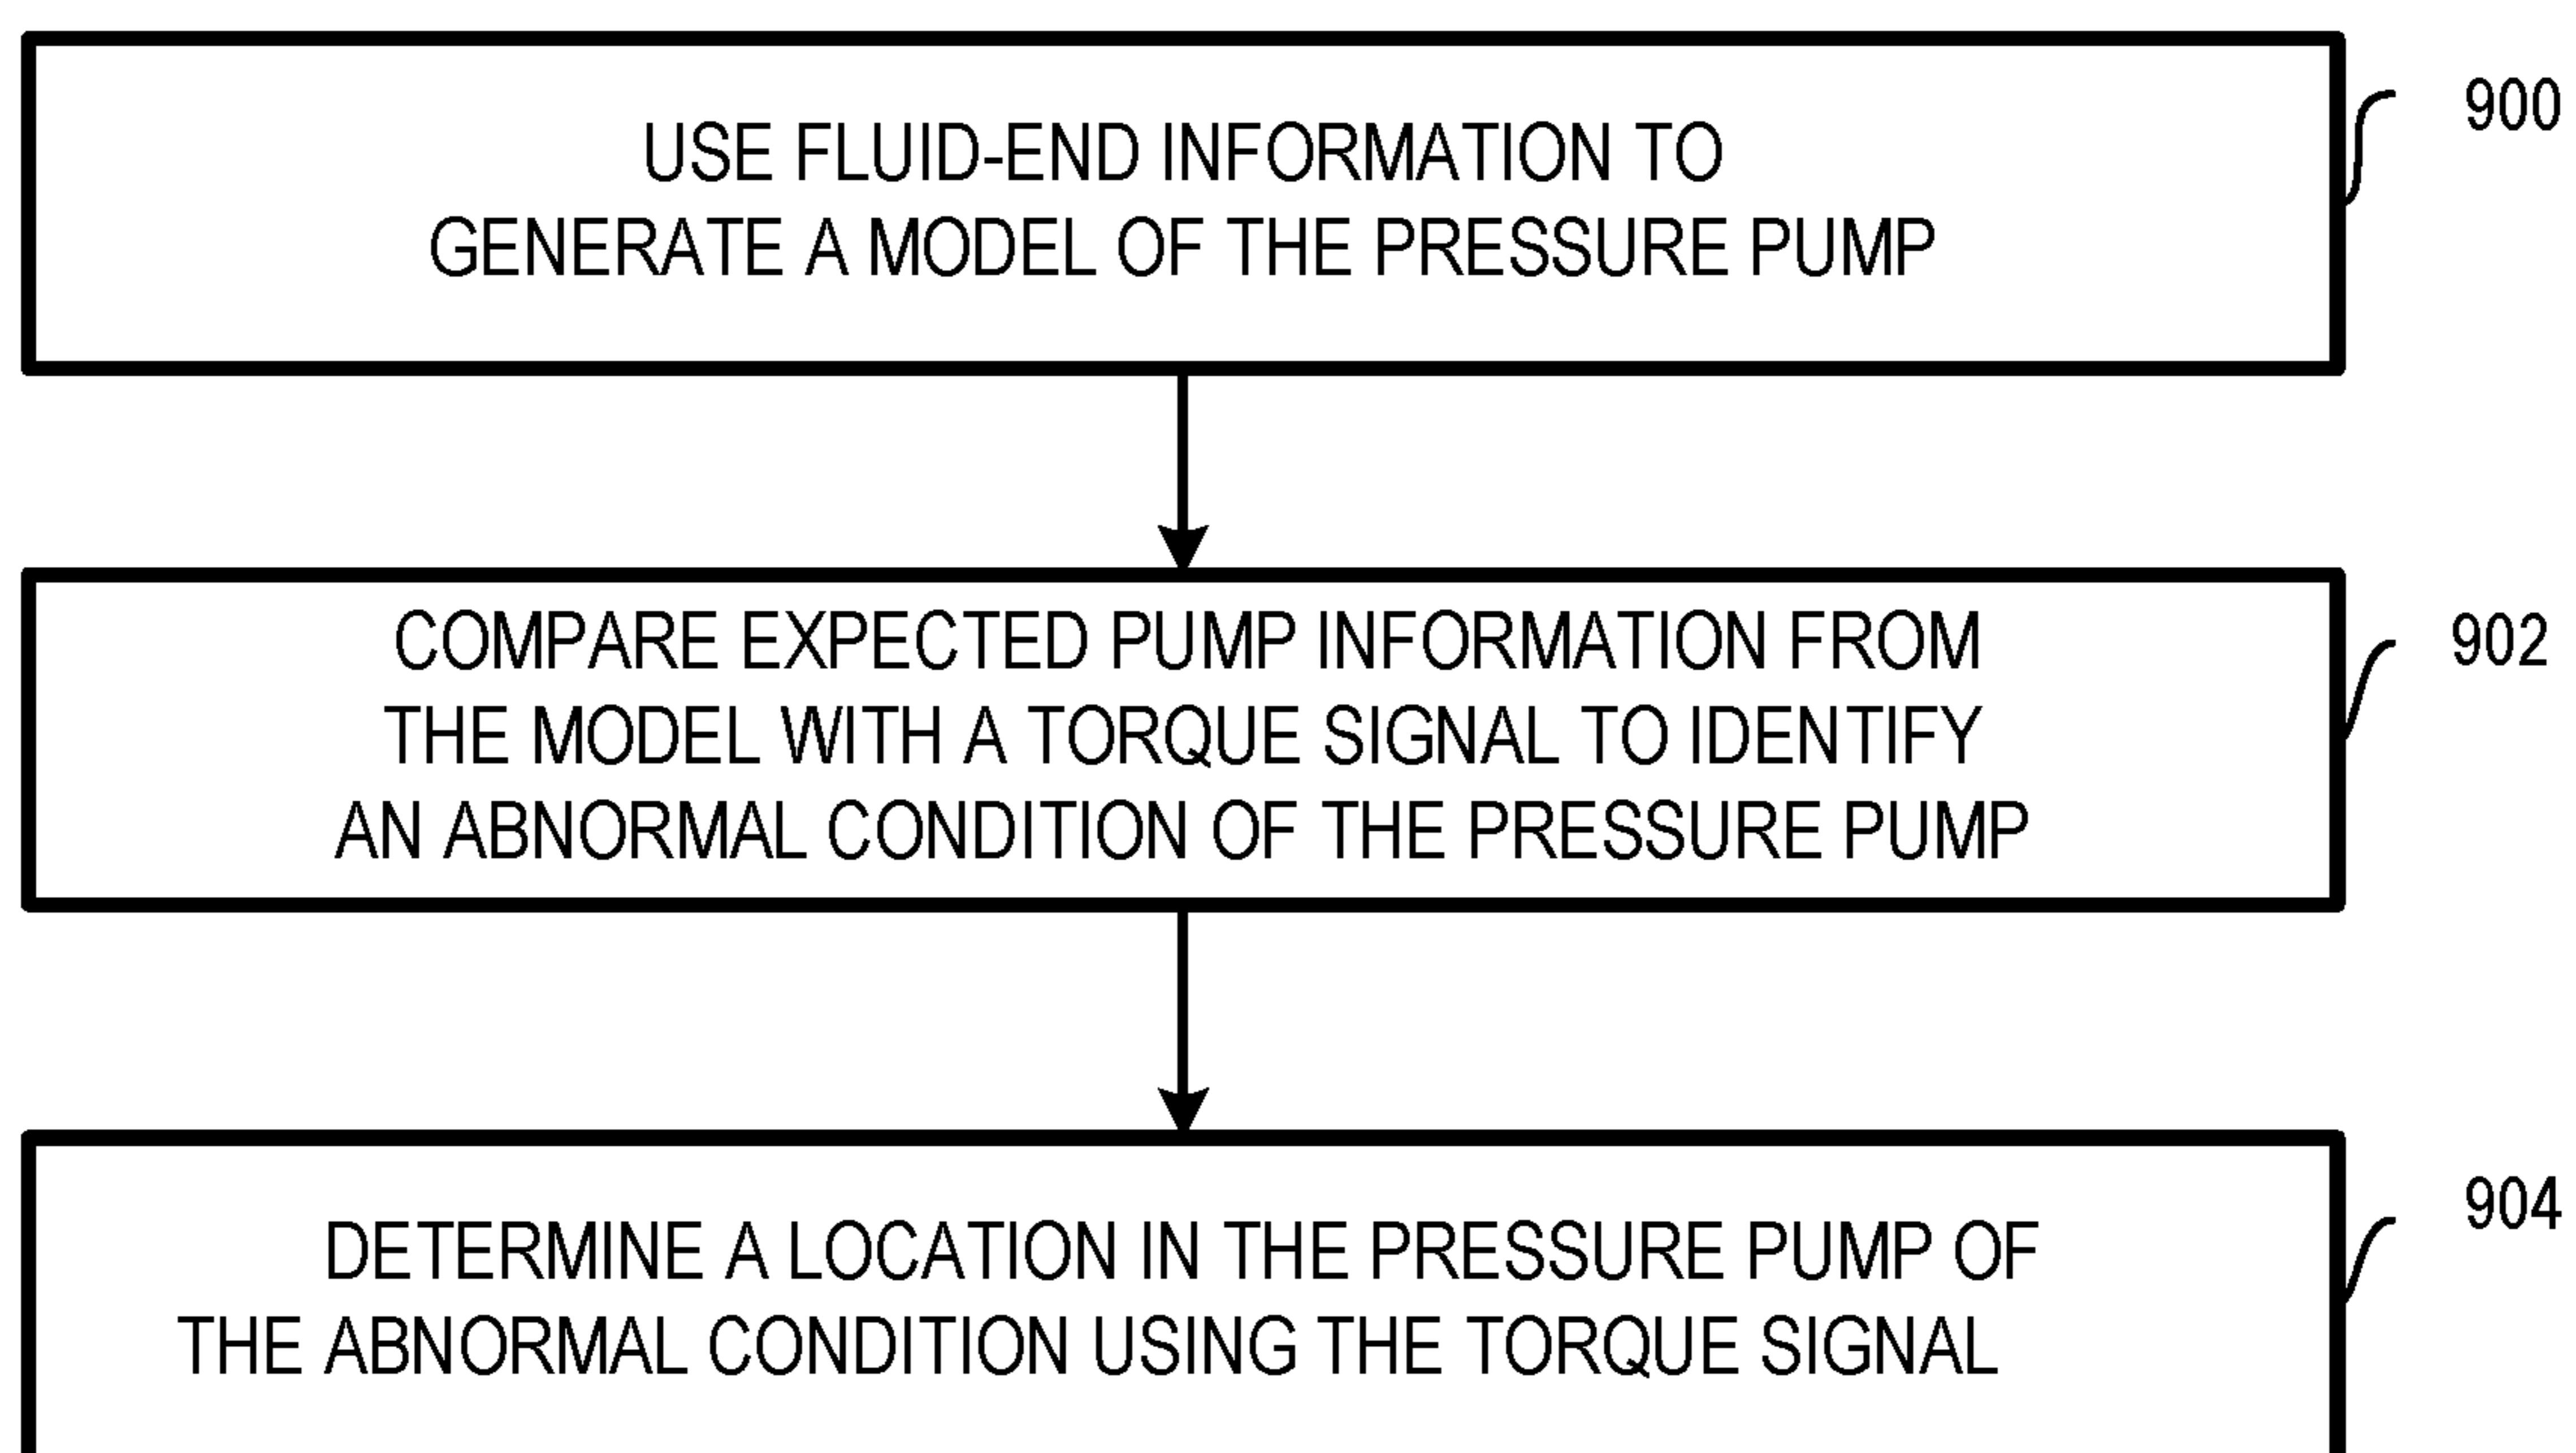 USE FLUID-END INFORMATION TO
GENERATE A MODEL OF THE PRESSURE PUMP
900
COMPARE EXPECTED PUMP INFORMATION FROM
THE MODEL WITH A TORQUE SIGNAL TO IDENTIFY
AN ABNORMAL CONDITION OF THE PRESSURE PUMP
902
DETERMINE A LOCATION IN THE PRESSURE PUMP OF
THE ABNORMAL CONDITION USING THE TORQUE SIGNAL
904